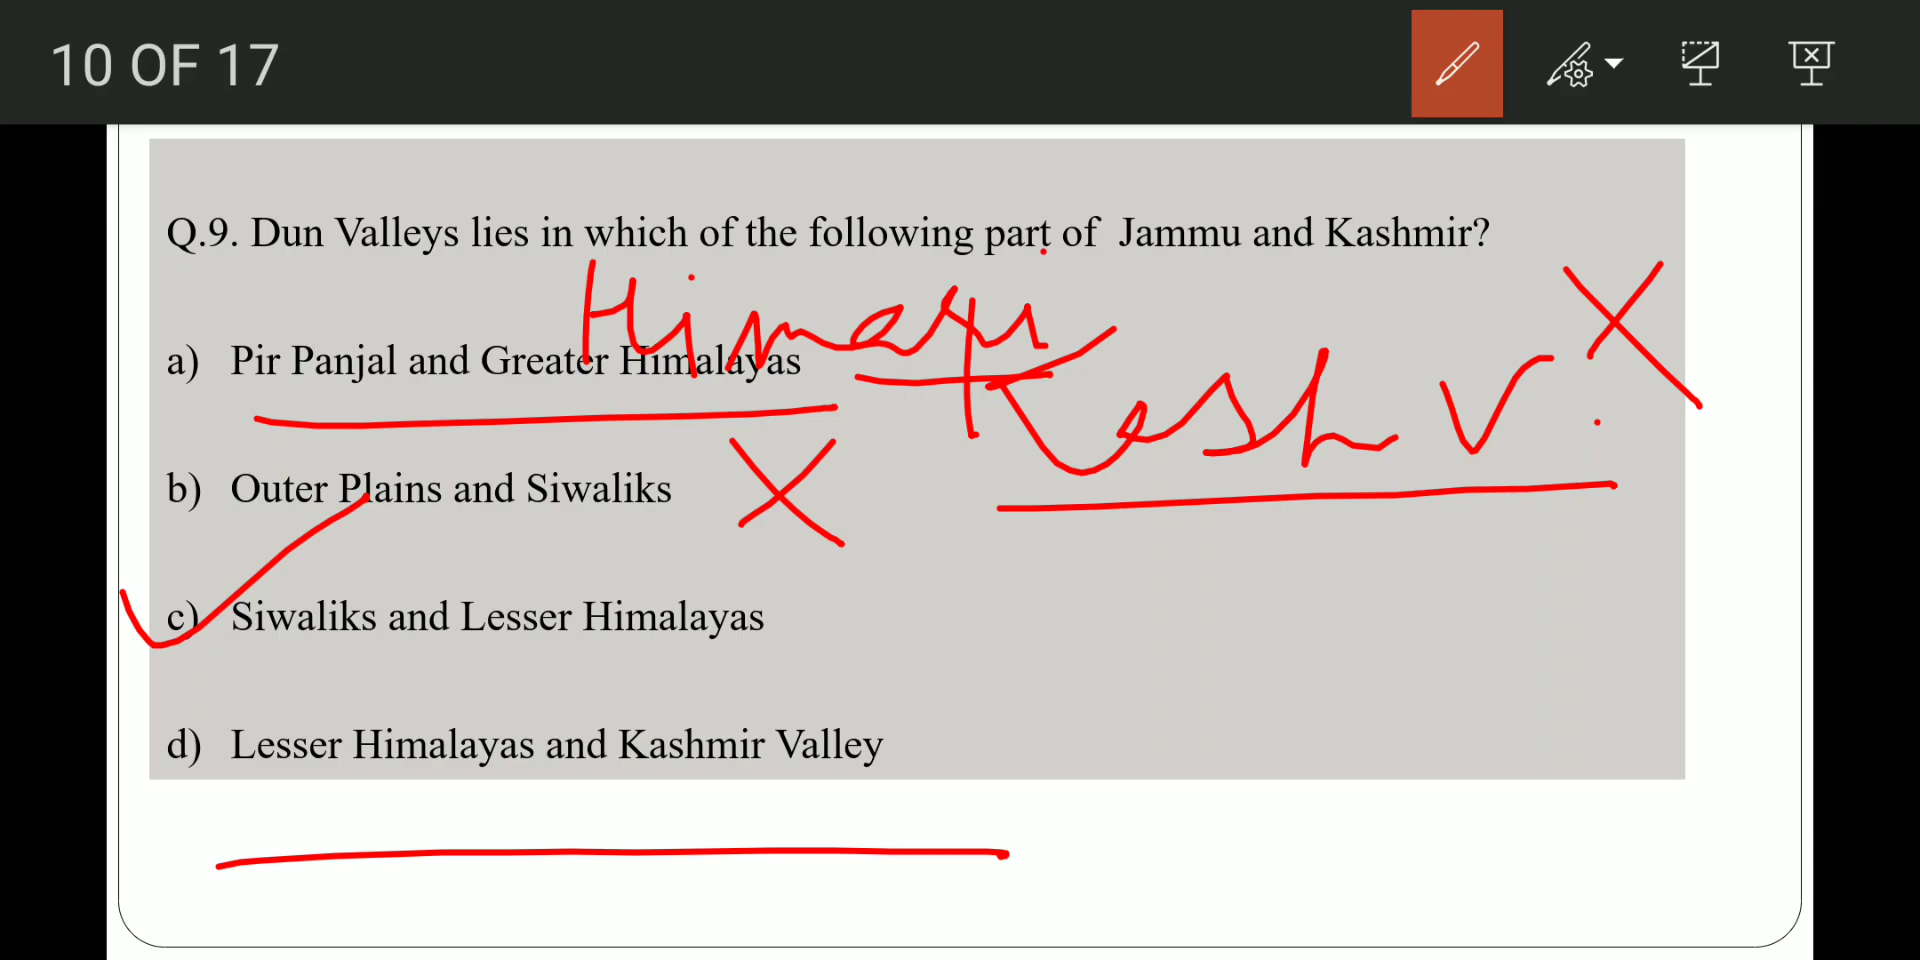 10 OF 17
Q.9. Dun Valleys lies in which of the following part of Jammu and Kashmir?
a) Pir Panjal and Greater Himalayas
b) Outer Plains and Siwaliks
c) Siwaliks and Lesser Himalayas
d) Lesser Himalayas and Kashmir Valley